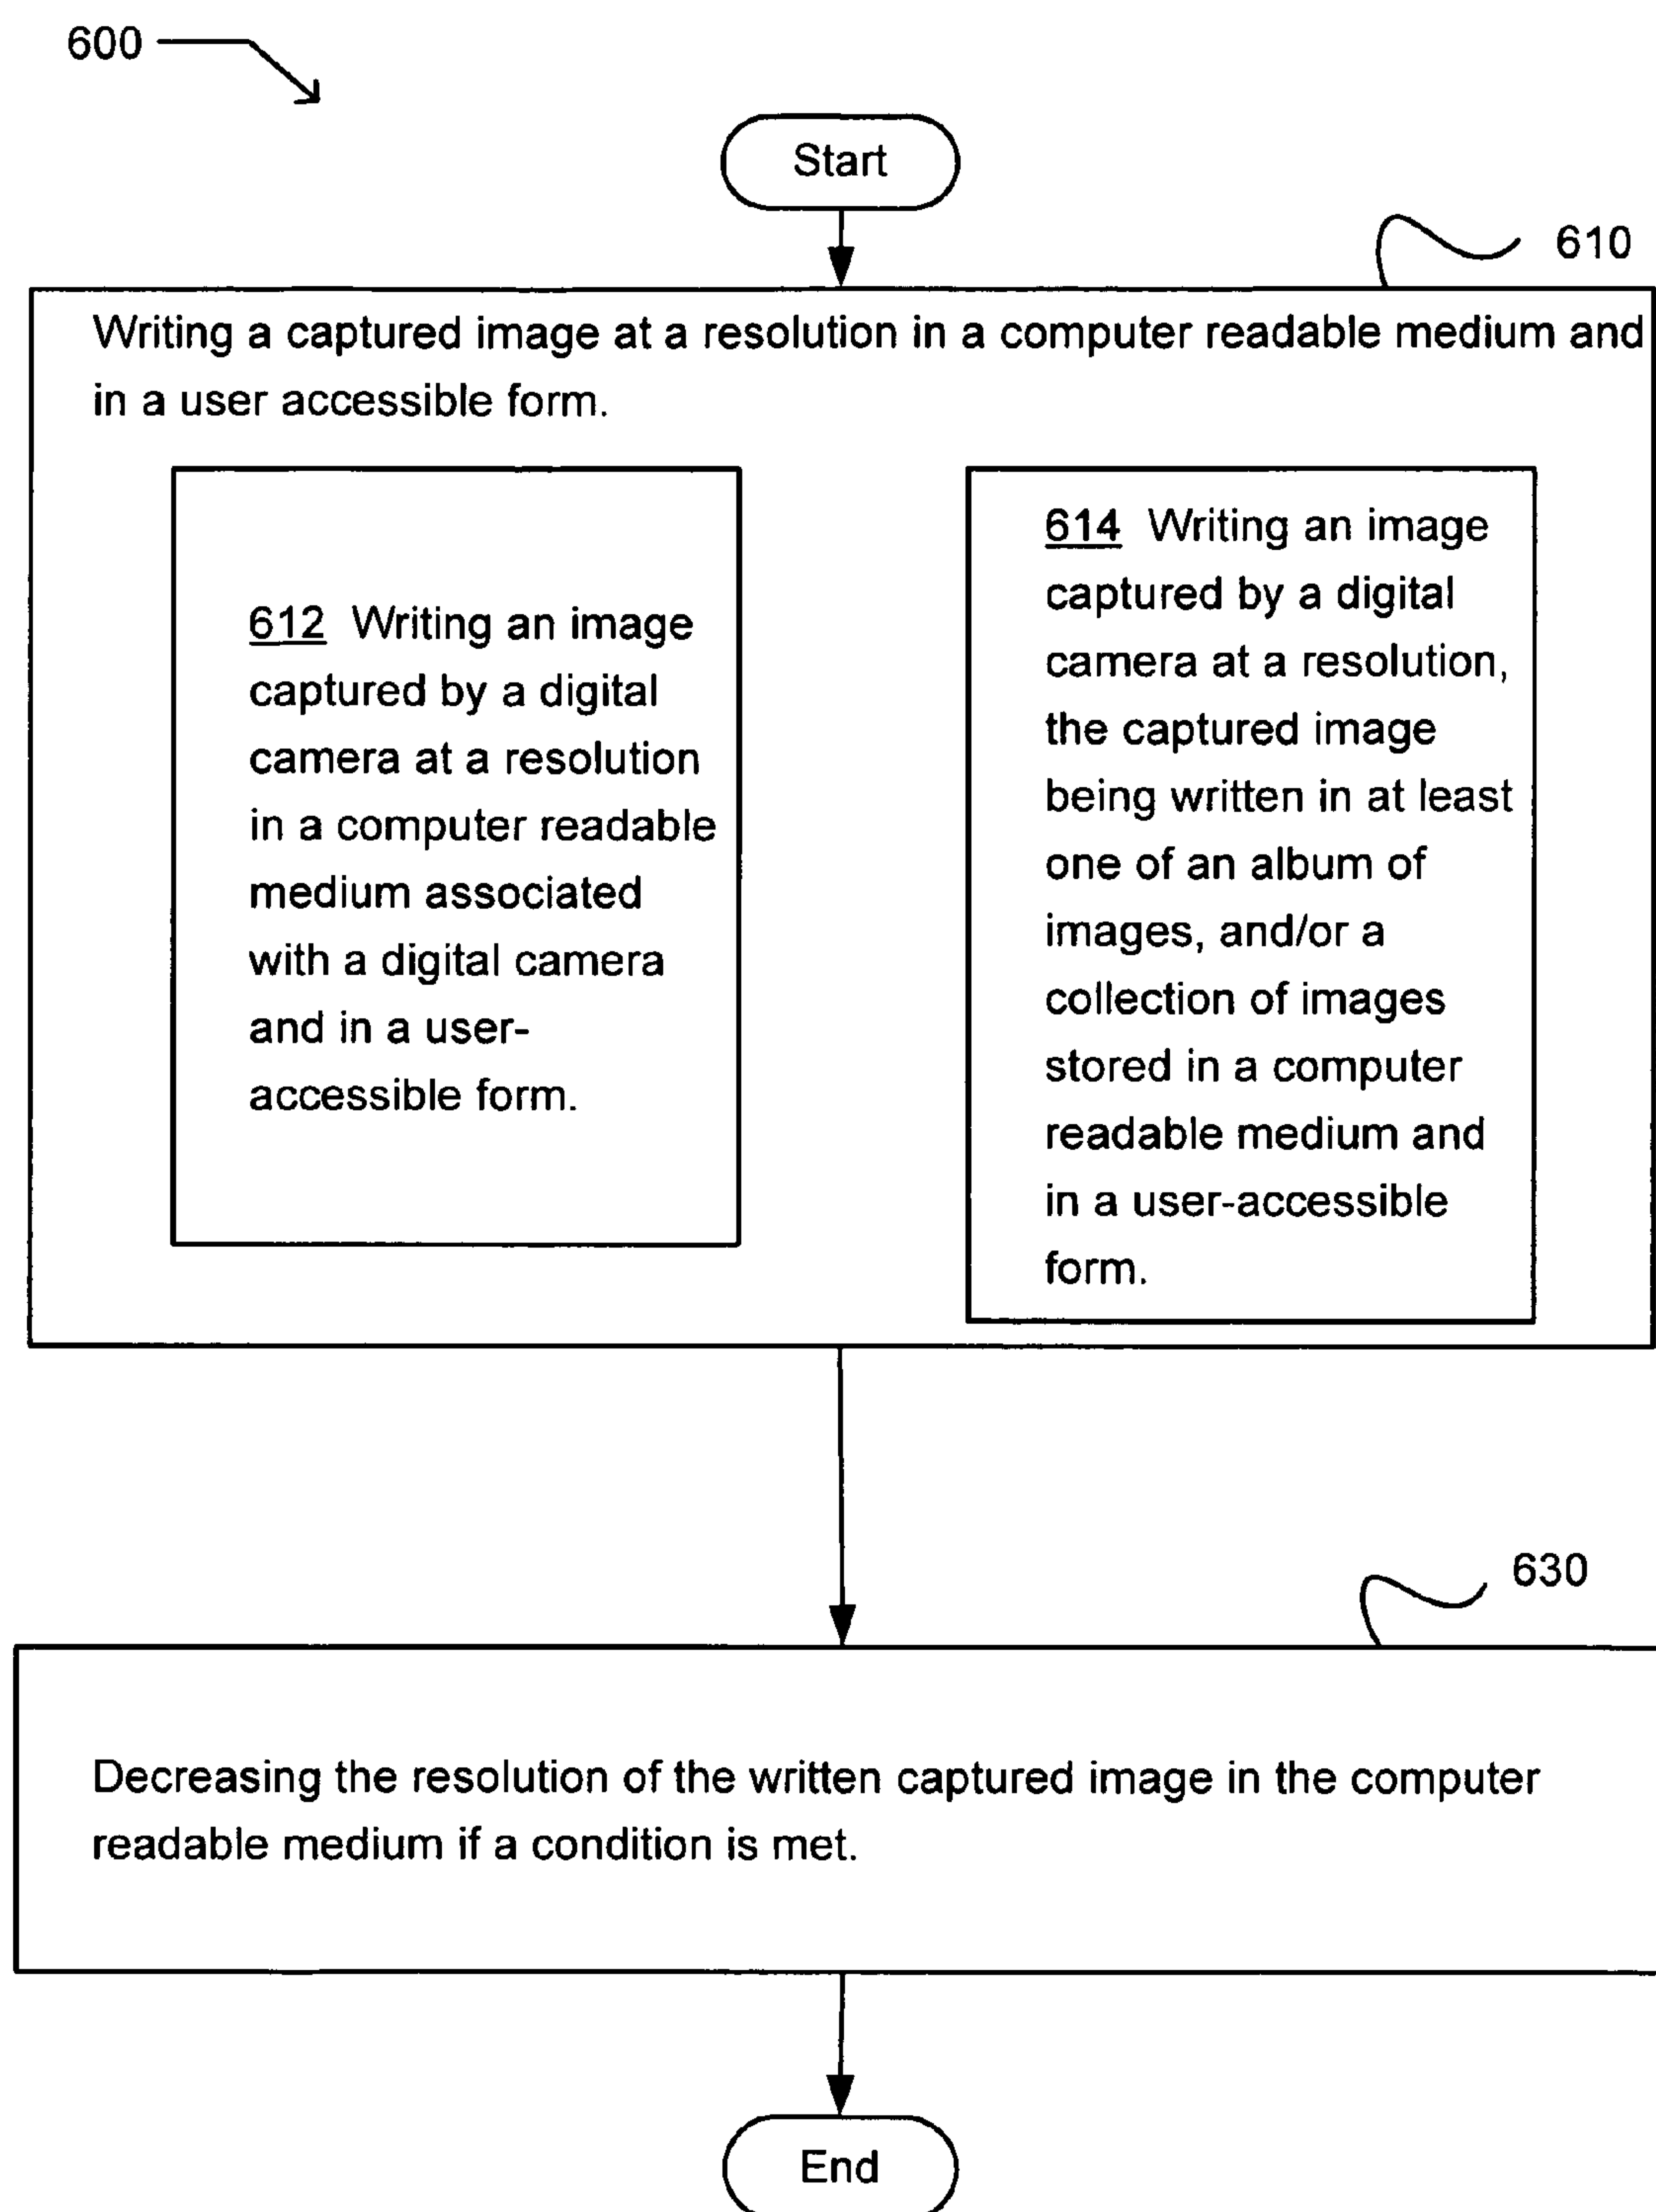 600
Start
610
Writing a captured image at a resolution in a computer readable medium and
in a user accessible form.
612 Writing an image
captured by a digital
camera at a resolution
in a computer readable
medium associated
with a digital camera
and in a user-
accessible form.
614 Writing an image
captured by a digital
camera at a resolution,
the captured image
being written in at least
one of an album of
images, and/or a
collection of images
stored in a computer
readable medium and
in a user-accessible
form.
630
Decreasing the resolution of the written captured image in the computer
readable medium if a condition is met.
End